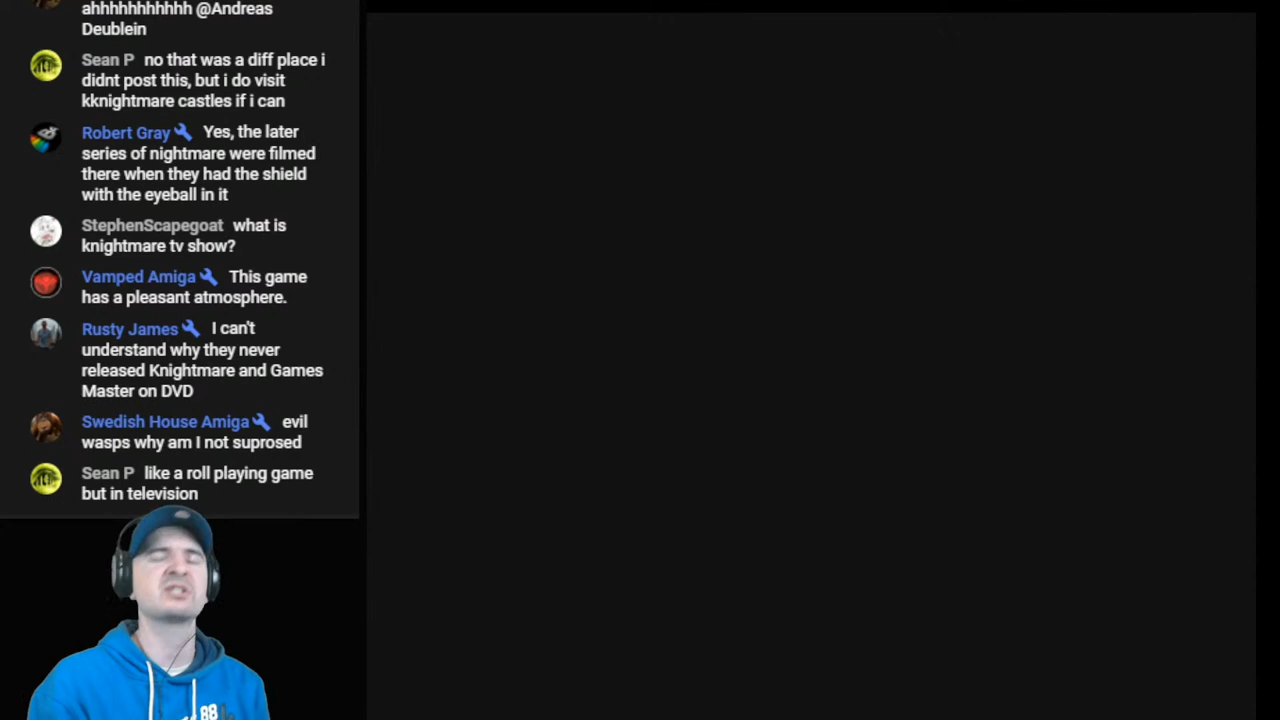 ahhhhhhhhhhh @Andreas
Deublein
Sean P no that was a diff place i
didnt post this, but i do visit
kknightmare castles if i can
Robert Gray Yes, the later
series of nightmare were filmed
there when they had the shield
with the eyeball in it
StephenScapegoat what is
knightmare tv show?
Vamped Amiga This game
has a pleasant atmosphere.
Rusty James I can't
understand why they never
released Knightmare and Games
Master on DVD
Swedish House Amiga evil
wasps why am I not suprosed
Sean P like a roll playing game
but in television
88